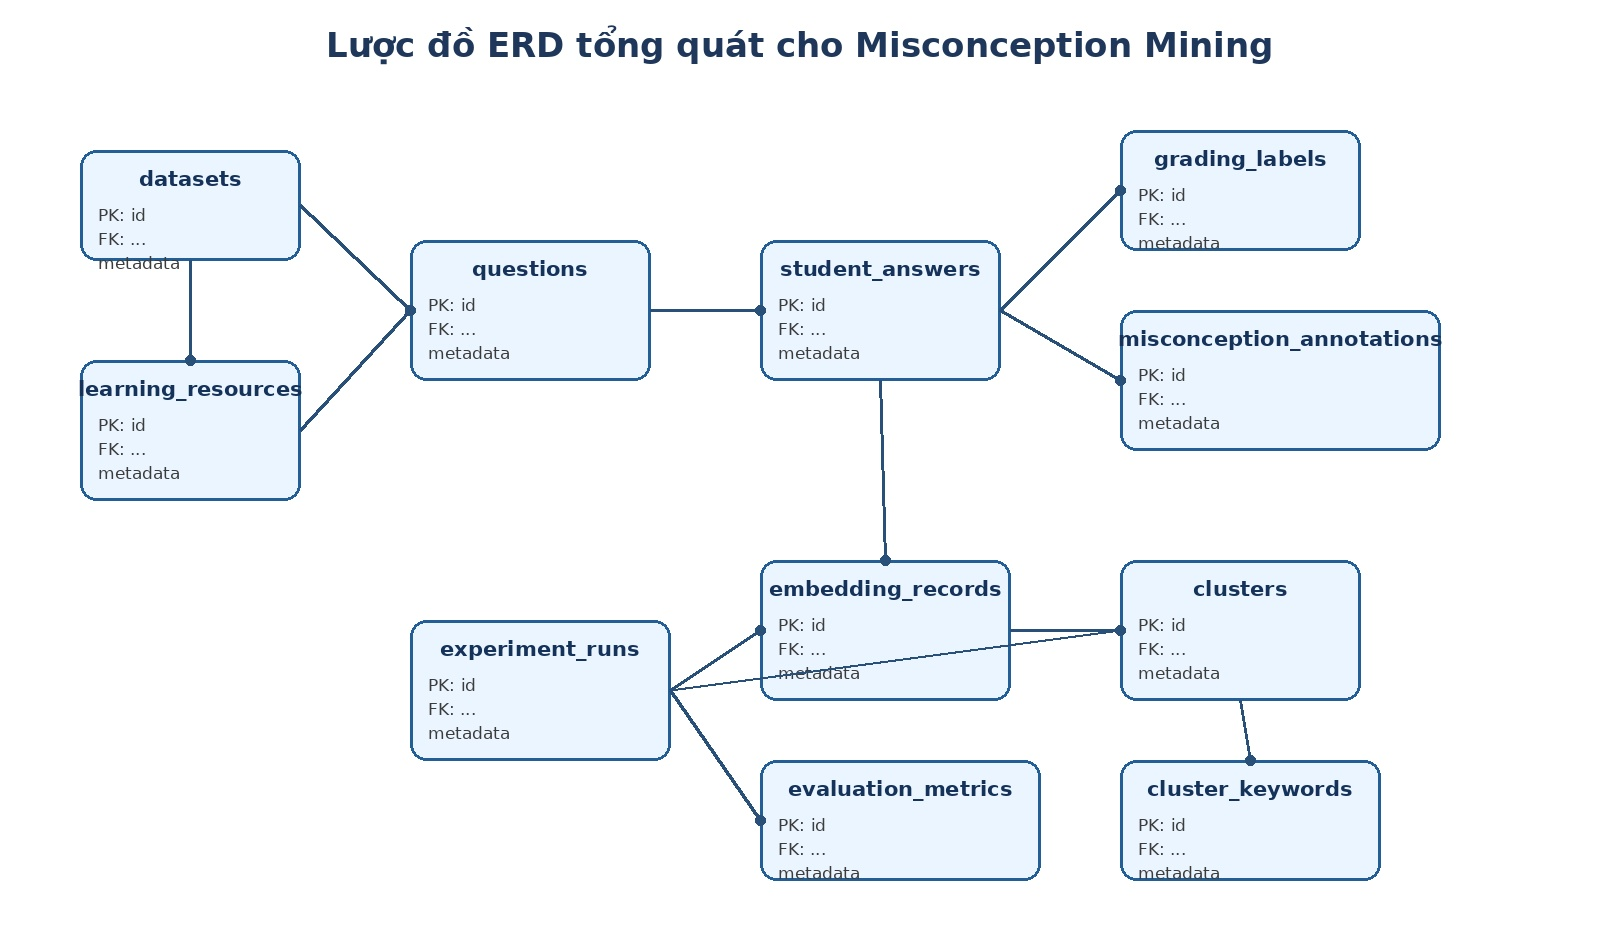 Lược đồ ERD tổng quát cho Misconception Mining
datasets
PK: id
FK: ...
metadata
learning_resources
PK: id
FK: ...
metadata
questions
PK: id
FK: ...
metadata
student_answers
PK: id
FK: ...
metadata
grading_labels
PK: id
FK: ...
metadata
misconception_annotations
PK: id
FK: ...
metadata
experiment_runs
PK: id
FK: ...
metadata
embedding_records
PK: id
FK: ...
metadata
clusters
PK: id
FK: ...
metadata
evaluation_metrics
PK: id
FK: ...
metadata
cluster_keywords
PK: id
FK: ...
metadata